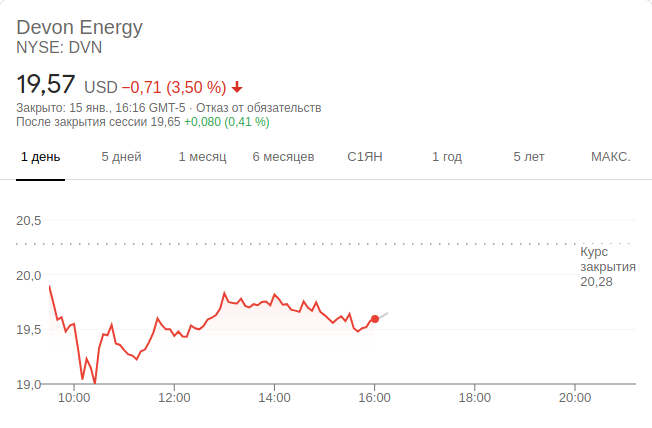 Devon Energy
NYSE: DVN
19,57 USD −0,71 (3,50 %)
Закрыто: 15 янв., 16:16 GMT-5 · Отказ от обязательств
После закрытия сессии 19,65 +0,080 (0,41 %)
1 день 5 дней 1 месяц 6 месяцев С1ЯН 1 год 5 лет МАКС.
20,5
Курс
закрытия
20,28
20,0
19,5
19,0
10:00 12:00 14:00 16:00 18:00 20:00